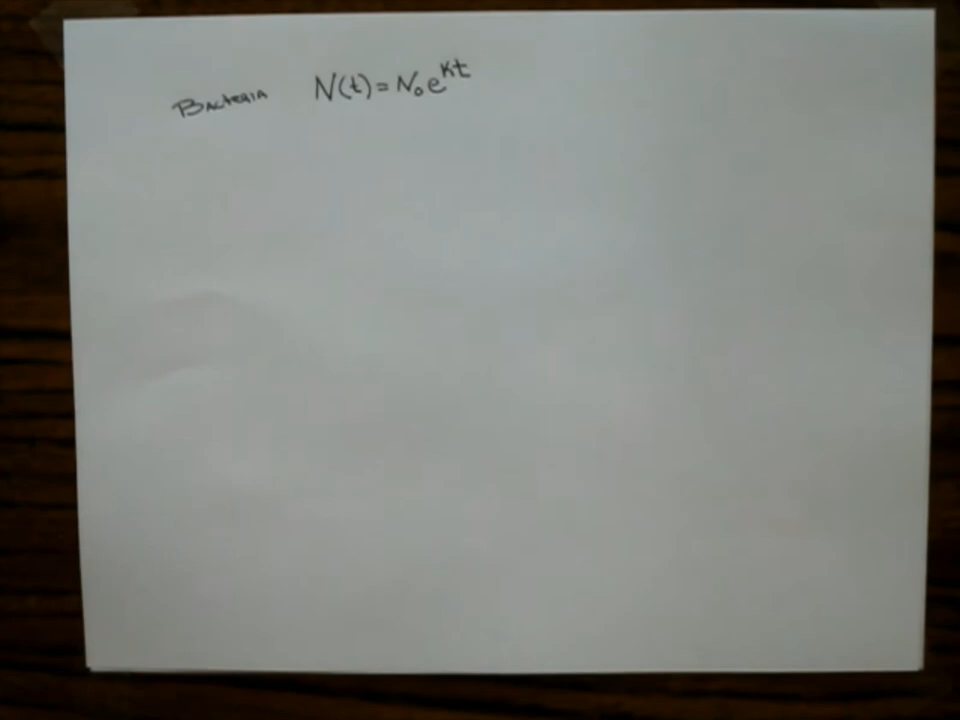 Bacteria N(t) = N₀e^kt